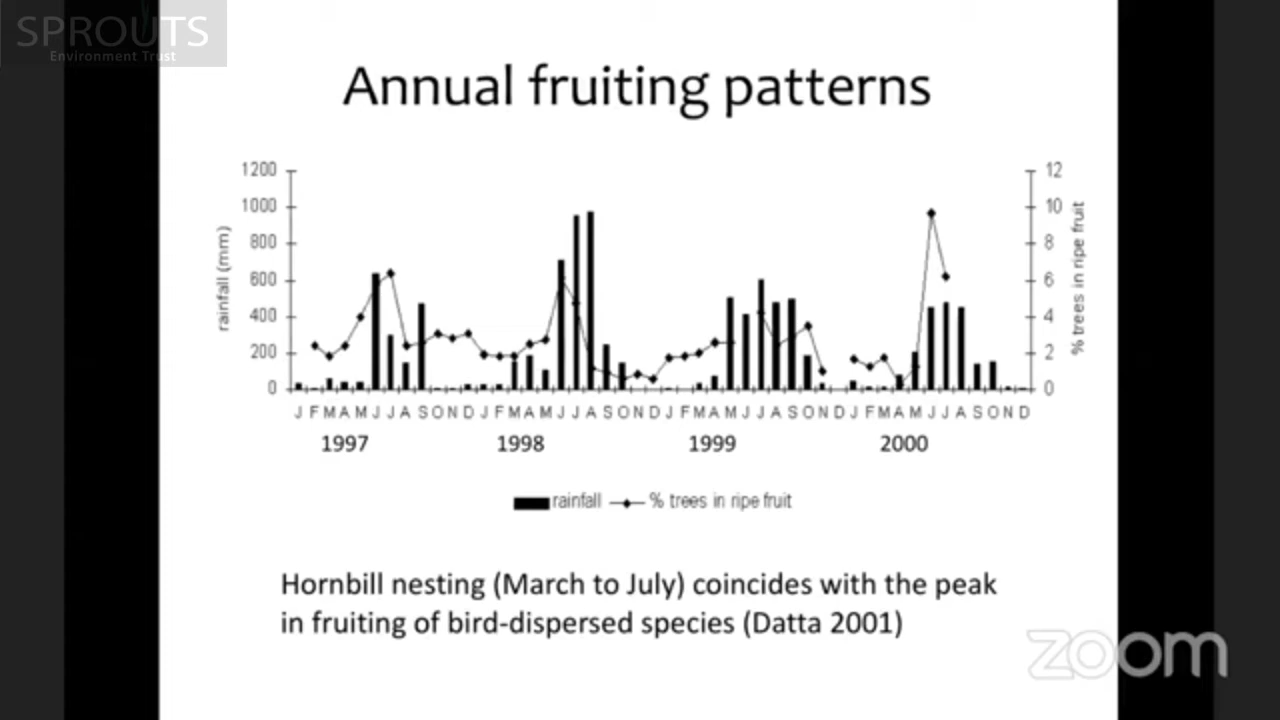 SPROUTS
Environment Trust
Annual fruiting patterns
1200 12
1000 10
800 8
600 6
400 4
200 2
0 0
rainfall (mm)
% trees in ripe fruit
J F M A M J J A S O N D J F M A M J J A S O N D J F M A M J J A S O N D J F M A M J J A S O N D
1997 1998 1999 2000
rainfall % trees in ripe fruit
Hornbill nesting (March to July) coincides with the peak
in fruiting of bird-dispersed species (Datta 2001)
zoom